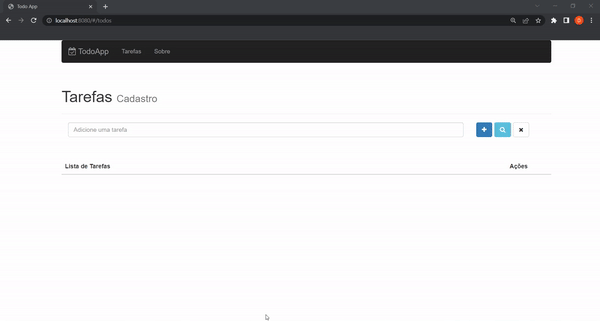 Todo App
localhost:8080/#/todos
TodoApp Tarefas Sobre
Tarefas Cadastro
Adicione uma tarefa
Lista de Tarefas Ações